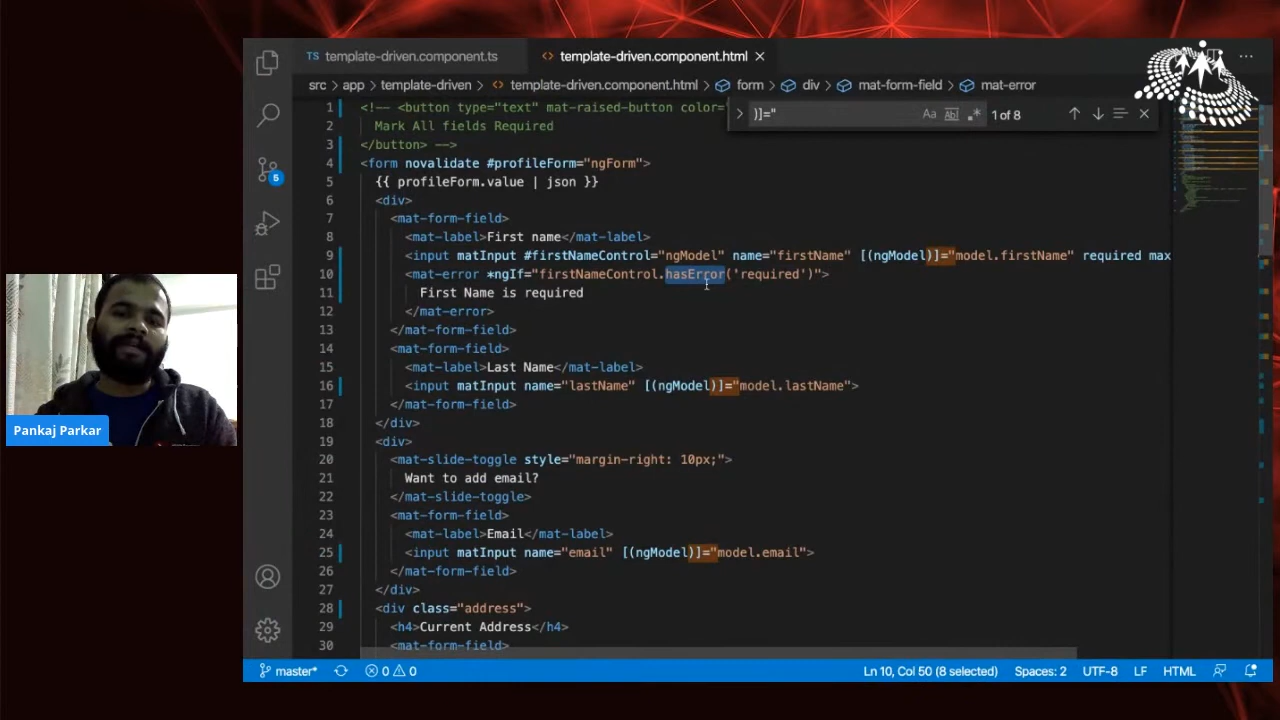 template-driven.component.ts
template-driven.component.html
src > app > template-driven > template-driven.component.html > form > div > mat-form-field > mat-error
)]="
Aa Ab| .* 1 of 8
1 <!-- <button type="text" mat-raised-button color="
2 Mark All fields Required
3 </button> -->
4 <form novalidate #profileForm="ngForm">
5 {{ profileForm.value | json }}
6 <div>
7 <mat-form-field>
8 <mat-label>First name</mat-label>
9 <input matInput #firstNameControl="ngModel" name="firstName" [(ngModel)]="model.firstName" required max
10 <mat-error *ngIf="firstNameControl.hasError('required')">
11 First Name is required
12 </mat-error>
13 </mat-form-field>
14 <mat-form-field>
15 <mat-label>Last Name</mat-label>
16 <input matInput name="lastName" [(ngModel)]="model.lastName">
17 </mat-form-field>
18 </div>
19 <div>
20 <mat-slide-toggle style="margin-right: 10px;">
21 Want to add email?
22 </mat-slide-toggle>
23 <mat-form-field>
24 <mat-label>Email</mat-label>
25 <input matInput name="email" [(ngModel)]="model.email">
26 </mat-form-field>
27 </div>
28 <div class="address">
29 <h4>Current Address</h4>
30 <mat-form-field>
5
Pankaj Parkar
master* 0 0 Ln 10, Col 50 (8 selected) Spaces: 2 UTF-8 LF HTML